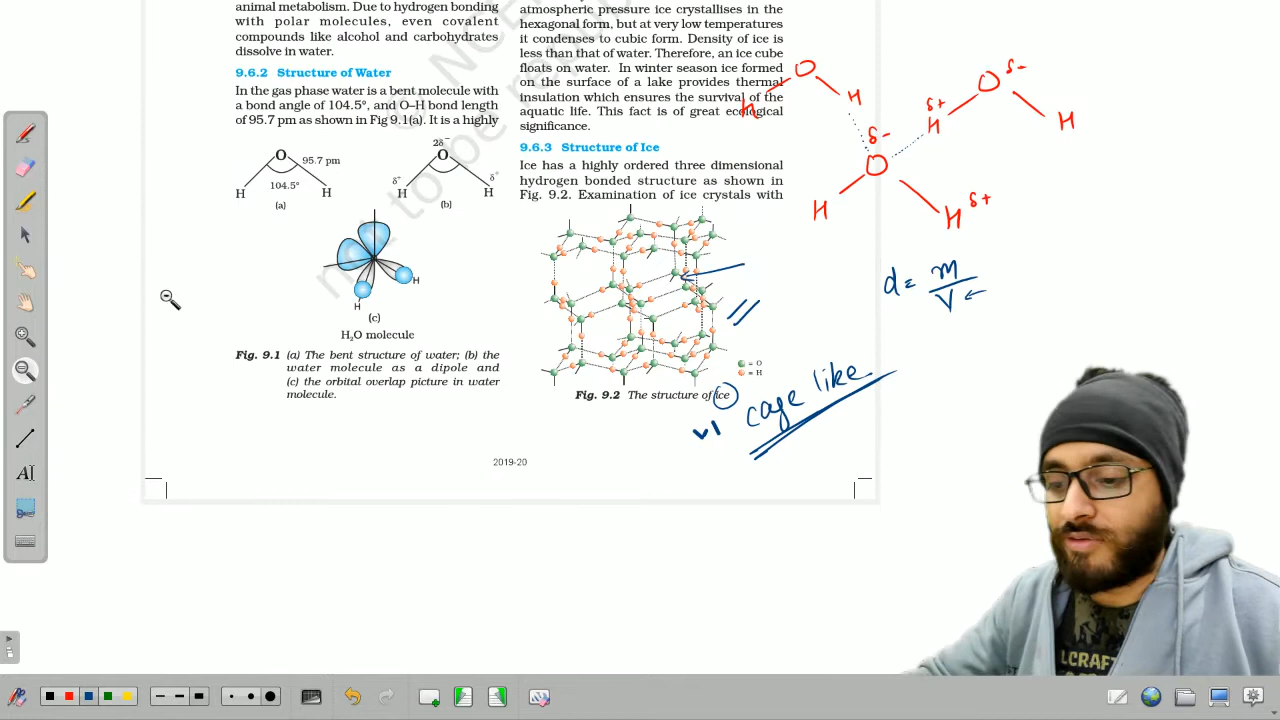 animal metabolism. Due to hydrogen bonding
with polar molecules, even covalent
compounds like alcohol and carbohydrates
dissolve in water.
9.6.2 Structure of Water
In the gas phase water is a bent molecule with
a bond angle of 104.5°, and O–H bond length
of 95.7 pm as shown in Fig 9.1(a). It is a highly
O
95.7 pm
104.5°
H
H
(a)
2δ⁻
O
δ⁺
H
δ⁺
H
(b)
H
H
(c)
H₂O molecule
Fig. 9.1 (a) The bent structure of water; (b) the
water molecule as a dipole and
(c) the orbital overlap picture in water
molecule.
atmospheric pressure ice crystallises in the
hexagonal form, but at very low temperatures
it condenses to cubic form. Density of ice is
less than that of water. Therefore, an ice cube
floats on water. In winter season ice formed
on the surface of a lake provides thermal
insulation which ensures the survival of the
aquatic life. This fact is of great ecological
significance.
9.6.3 Structure of Ice
Ice has a highly ordered three dimensional
hydrogen bonded structure as shown in
Fig. 9.2. Examination of ice crystals with
= O
= H
Fig. 9.2 The structure of ice
cage like
2019-20
O
H
H
O δ-
δ+
H
H
δ-
O
H
H δ+
d = m
V
LCRAFT